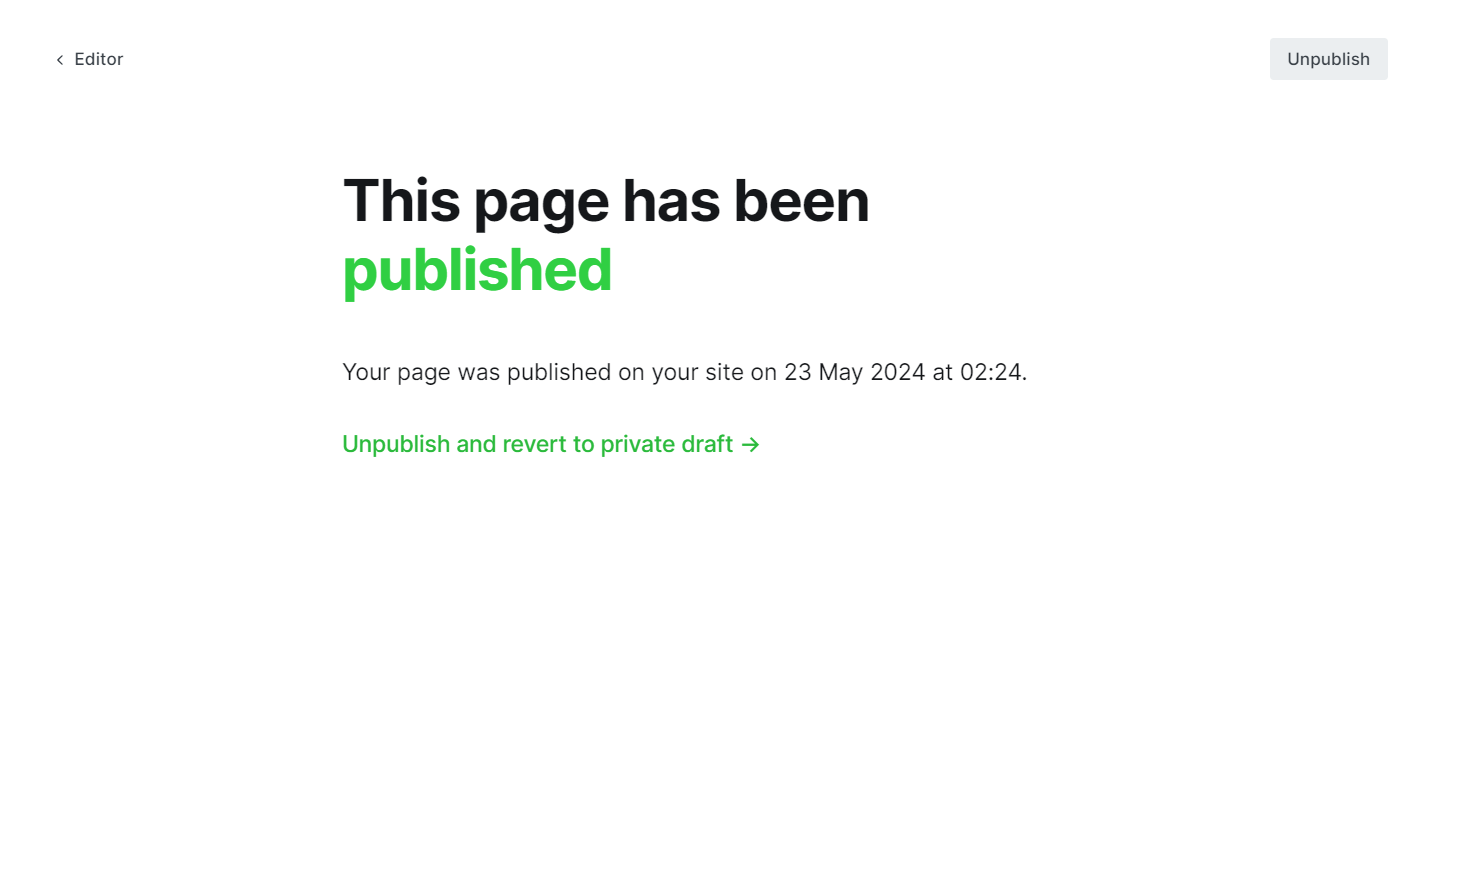 Editor
Unpublish
This page has been
published
Your page was published on your site on 23 May 2024 at 02:24.
Unpublish and revert to private draft →